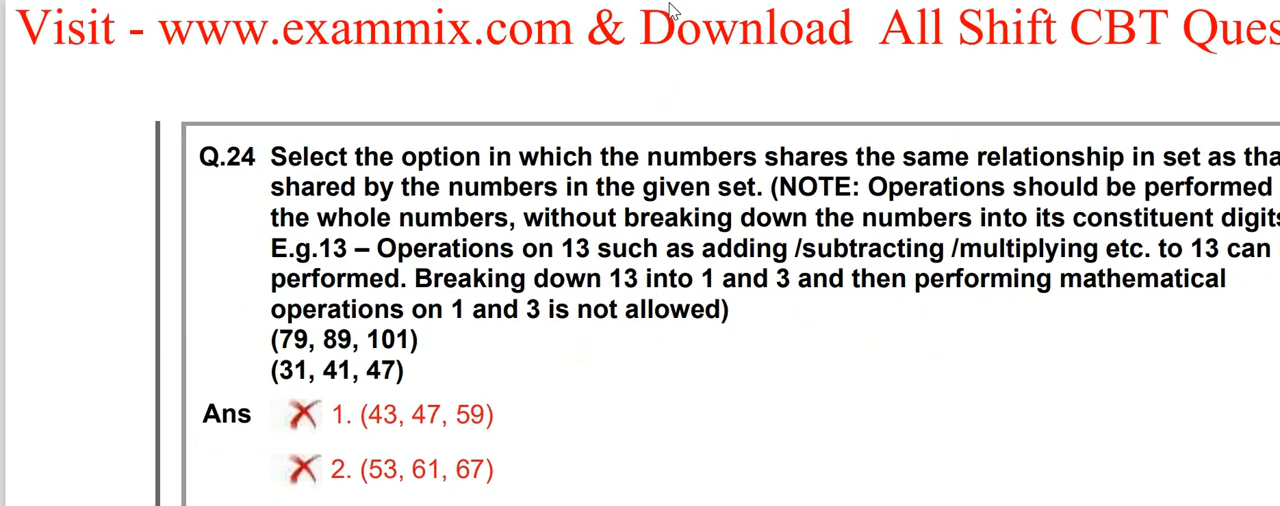 Visit - www.exammix.com & Download All Shift CBT Ques
Q.24 Select the option in which the numbers shares the same relationship in set as tha
shared by the numbers in the given set. (NOTE: Operations should be performed
the whole numbers, without breaking down the numbers into its constituent digits
E.g.13 – Operations on 13 such as adding /subtracting /multiplying etc. to 13 can
performed. Breaking down 13 into 1 and 3 and then performing mathematical
operations on 1 and 3 is not allowed)
(79, 89, 101)
(31, 41, 47)
Ans 1. (43, 47, 59)
2. (53, 61, 67)